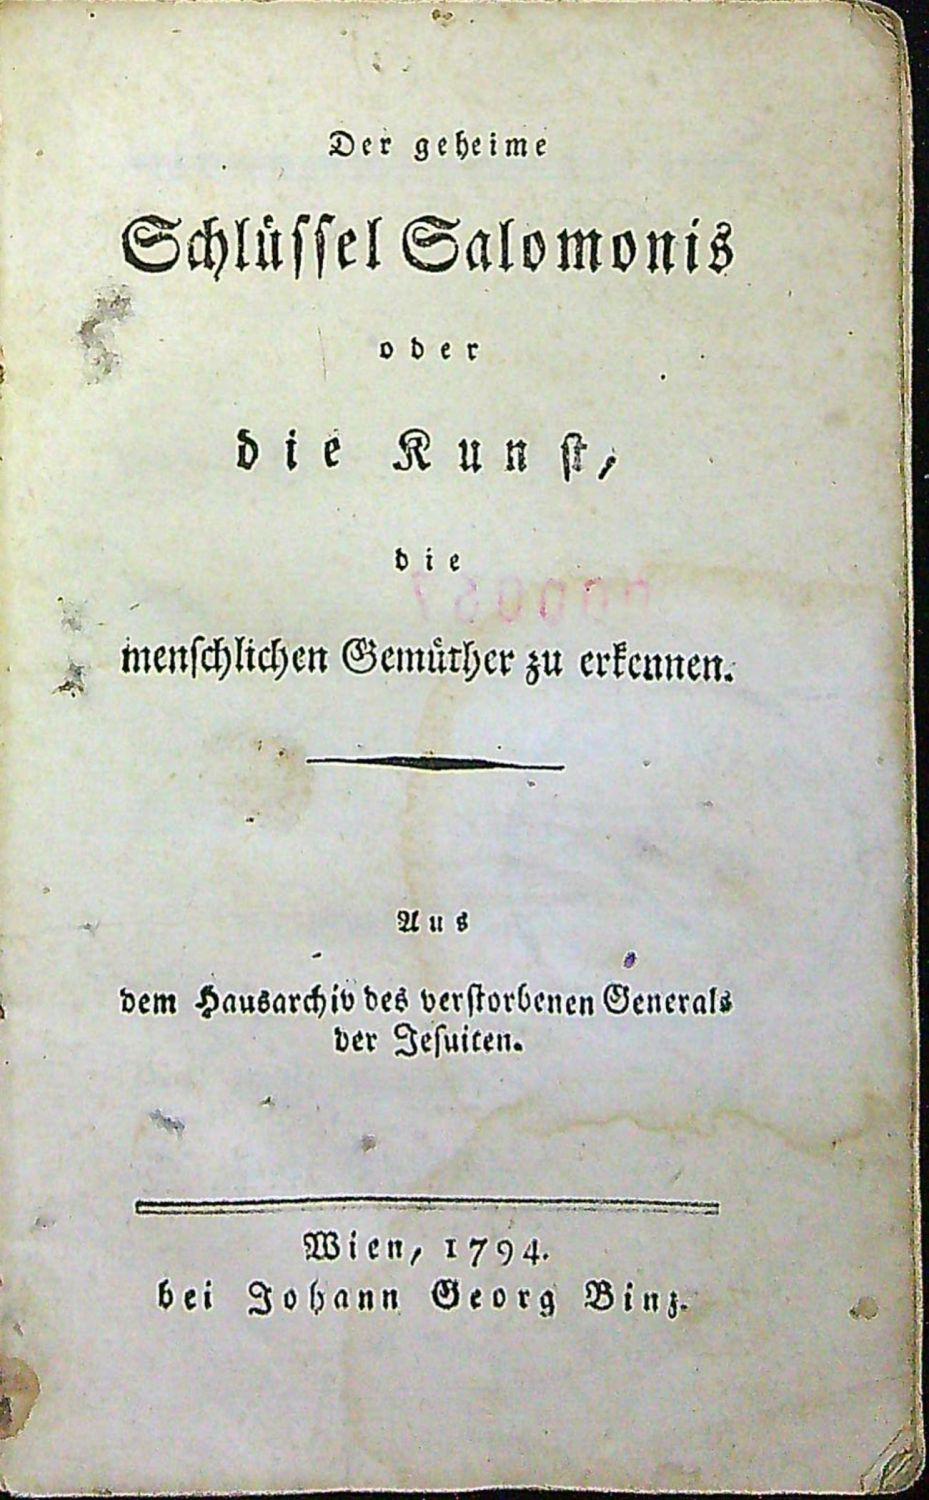 Der geheime
Schlüssel Salomonis
oder
die Kunst,
die
menschlichen Gemüther zu erkennen.
Aus
dem Hausarchiv des verstorbenen Generals
der Jesuiten.
Wien, 1794.
bei Johann Georg Binz.